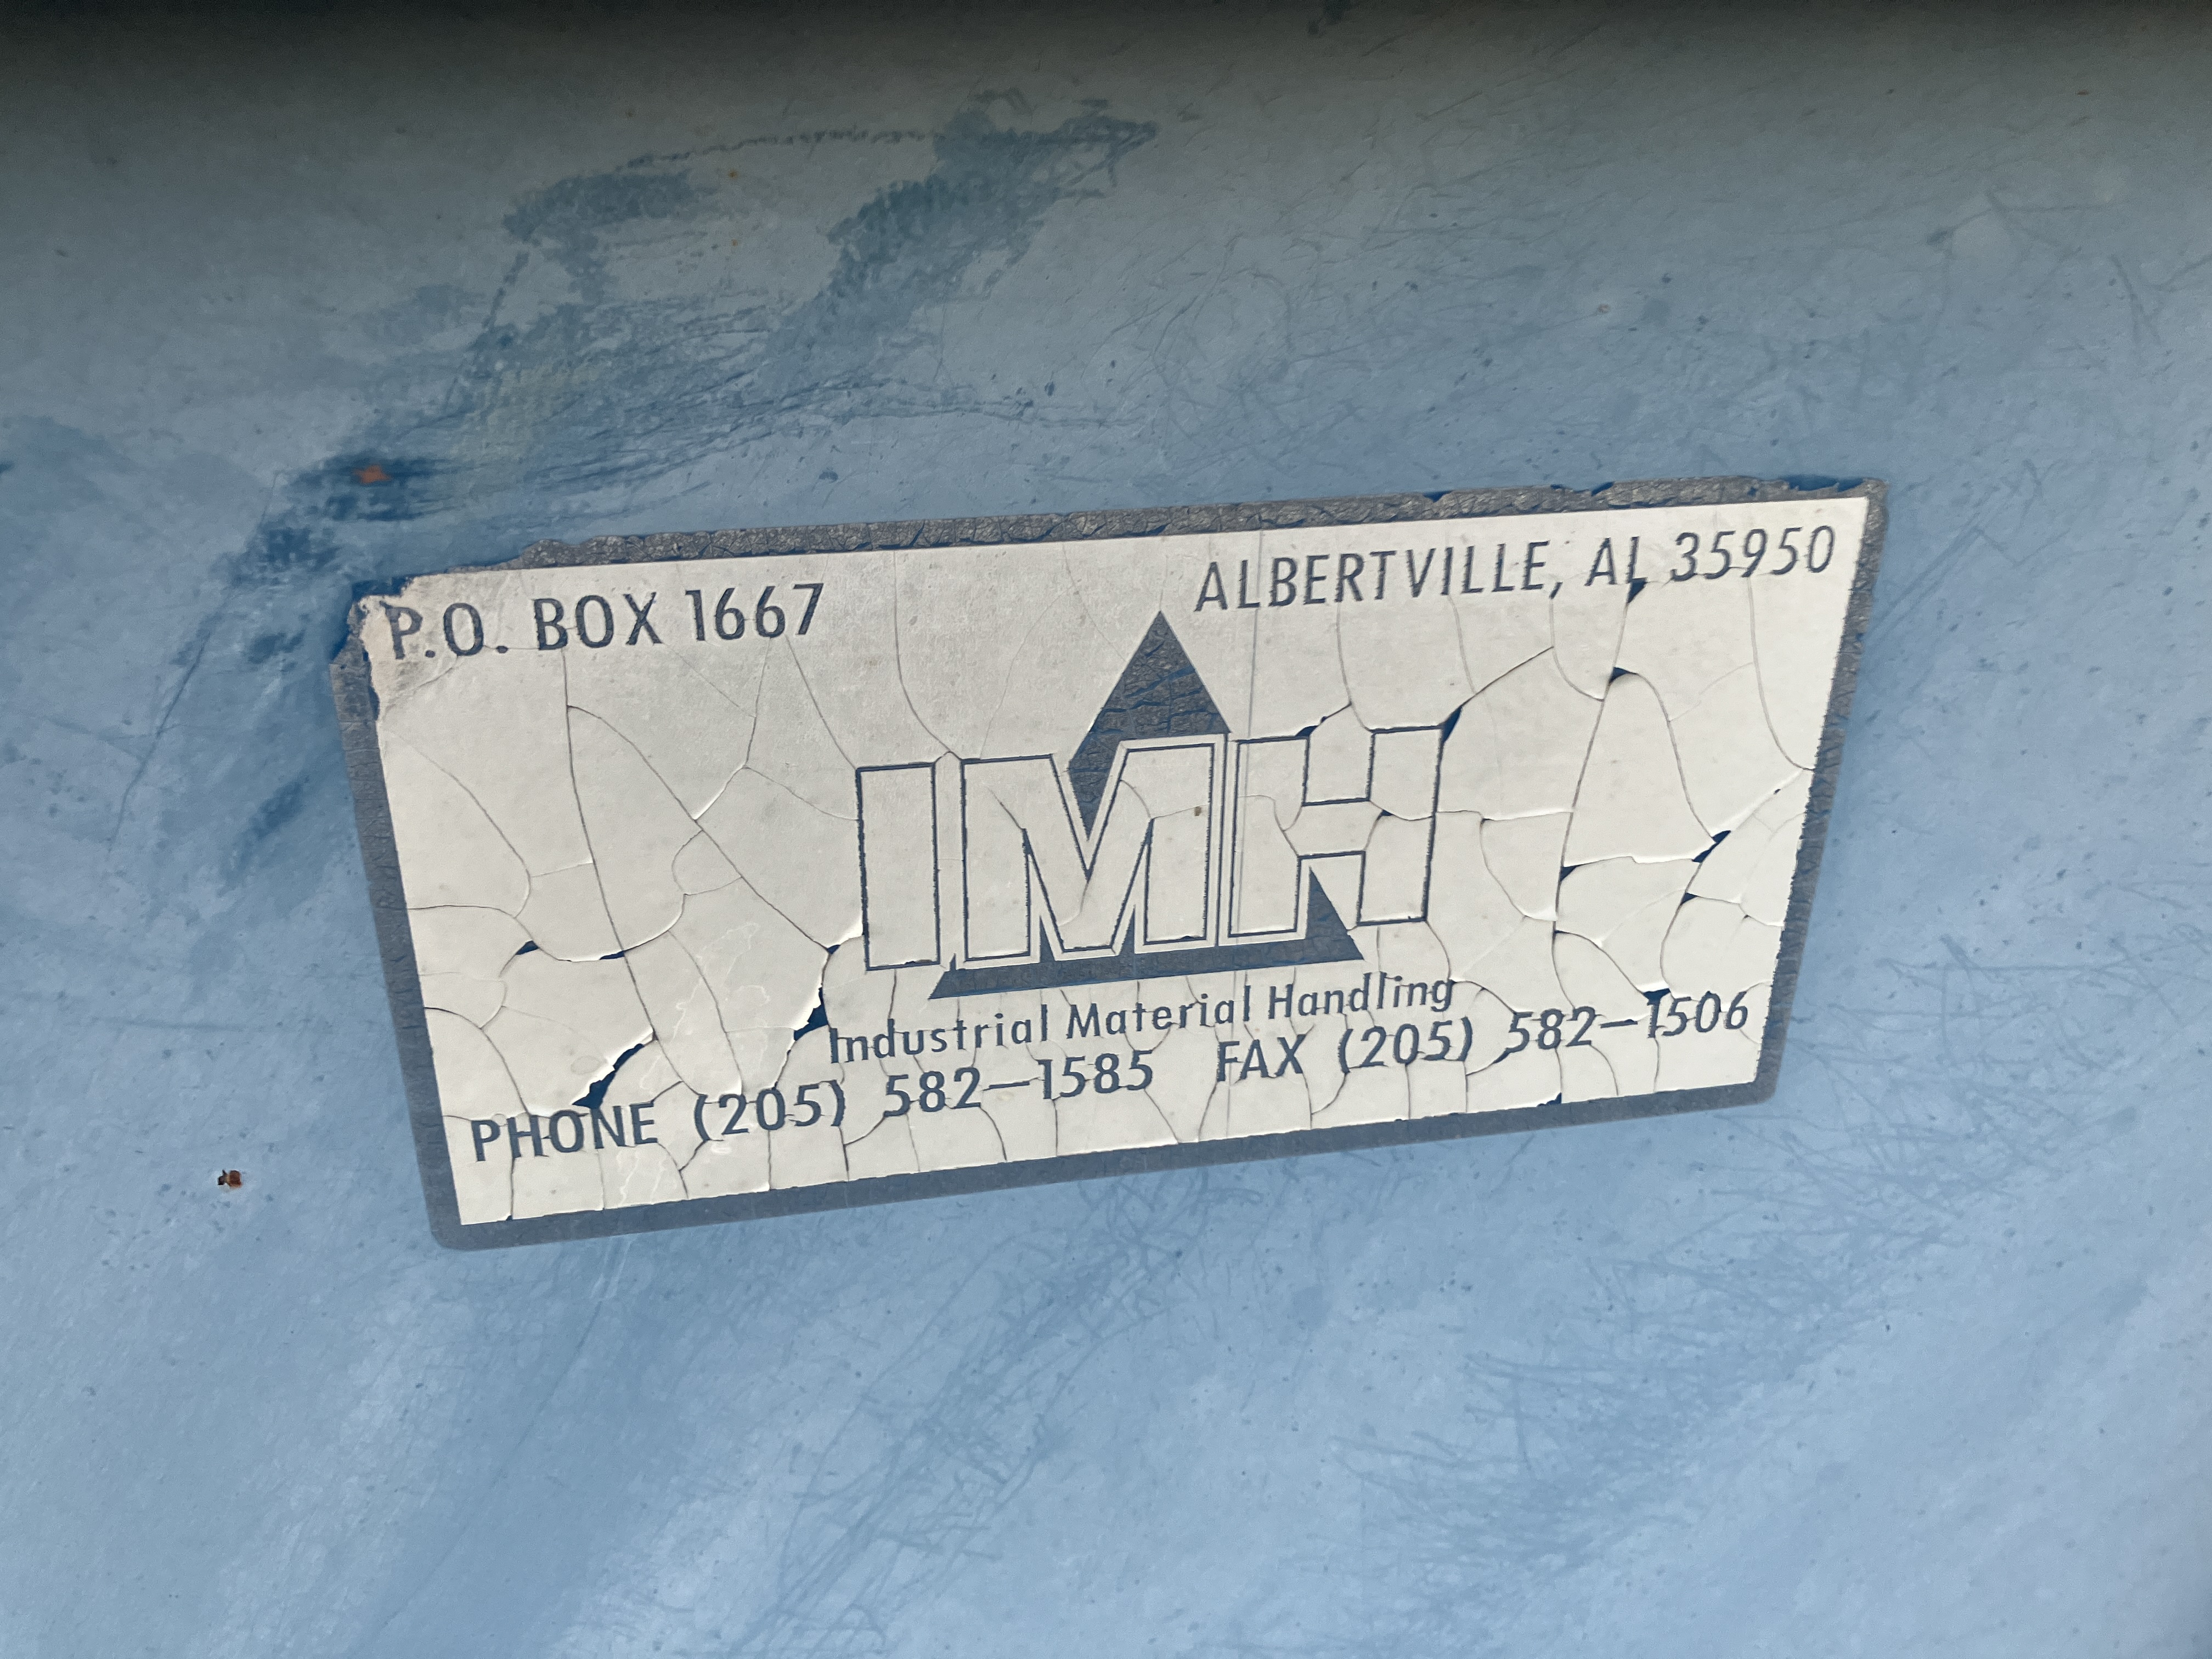 P.O. BOX 1667 ALBERTVILLE, AL 35950
IMH
Industrial Material Handling
PHONE (205) 582-1585 FAX (205) 582-1506